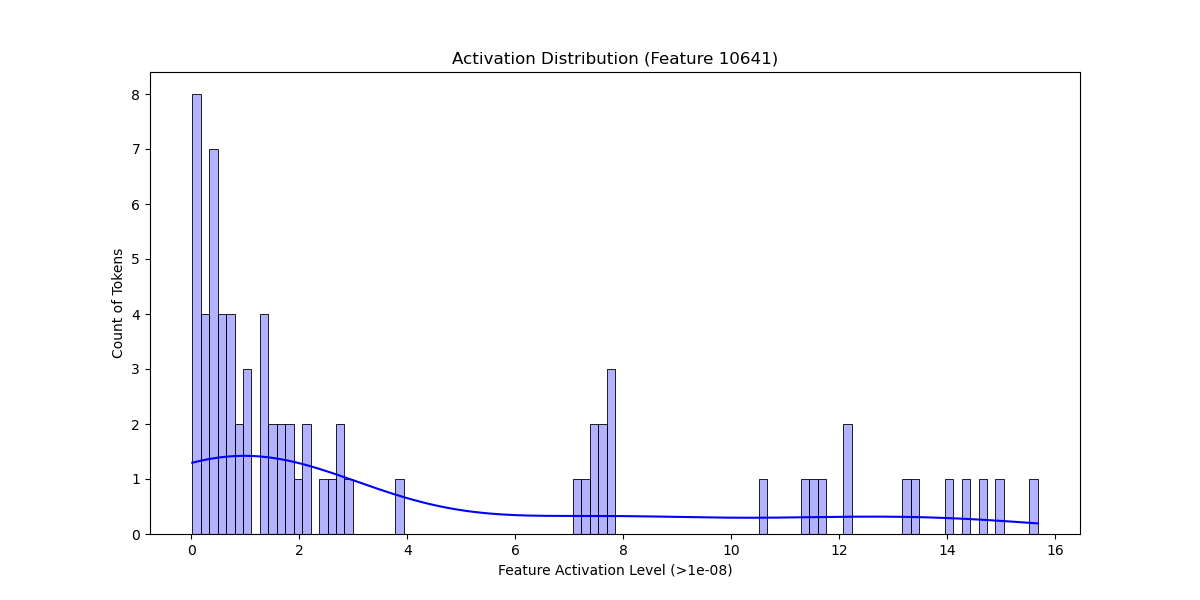 Activation Distribution (Feature 10641)
8
7
6
5
4
3
2
1
0
Count of Tokens
0 2 4 6 8 10 12 14 16
Feature Activation Level (>1e-08)